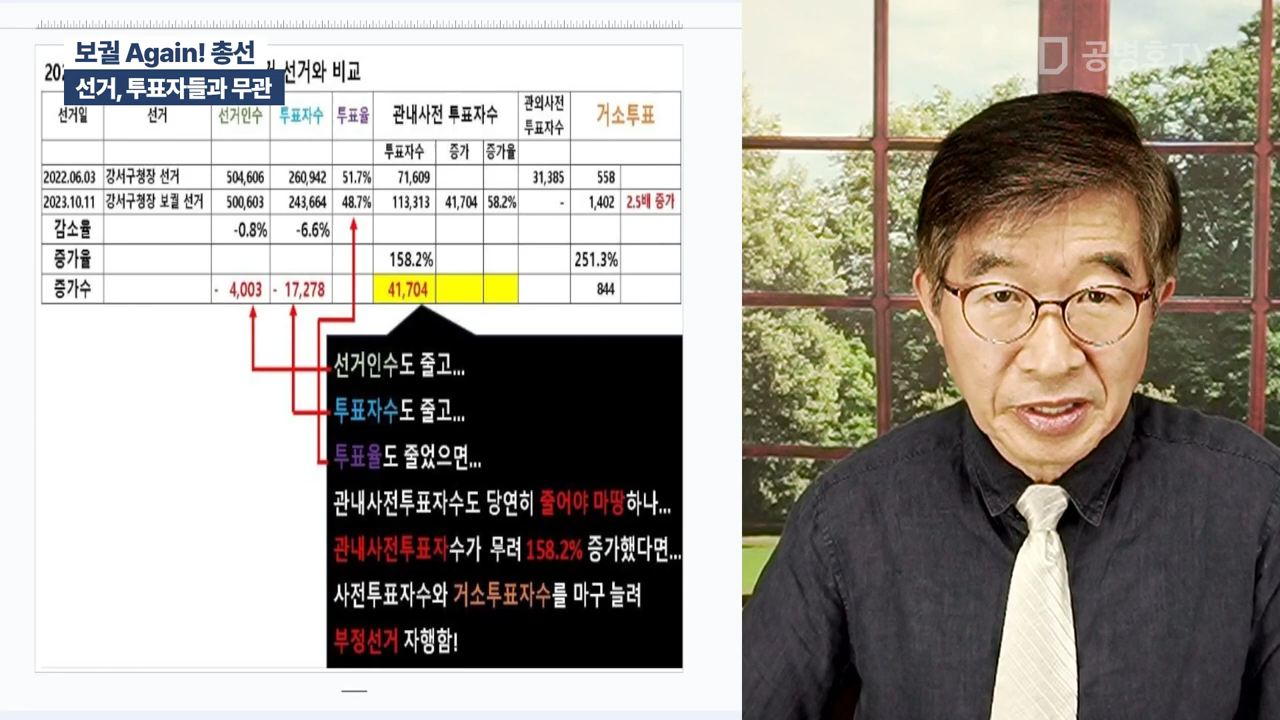 보궐 Again! 총선
선거, 투표자들과 무관
202 선거와 비교
선거일 선거 선거인수 투표자수 투표율 관내사전 투표자수 관외사전 투표자수 거소투표
투표자수 증가 증가율
2022.06.03 강서구청장 선거 504,606 260,942 51.7% 71,609 31,385 558
2023.10.11 강서구청장 보궐 선거 500,603 243,664 48.7% 113,313 41,704 58.2% - 1,402 2.5배 증가
감소율 -0.8% -6.6%
증가율 158.2% 251.3%
증가수 - 4,003 - 17,278 41,704 844
선거인수도 줄고...
투표자수도 줄고...
투표율도 줄었으면...
관내사전투표자수도 당연히 줄어야 마땅하나...
관내사전투표자수가 무려 158.2% 증가했다면...
사전투표자수와 거소투표자수를 마구 늘려
부정선거 자행함!
공병호TV